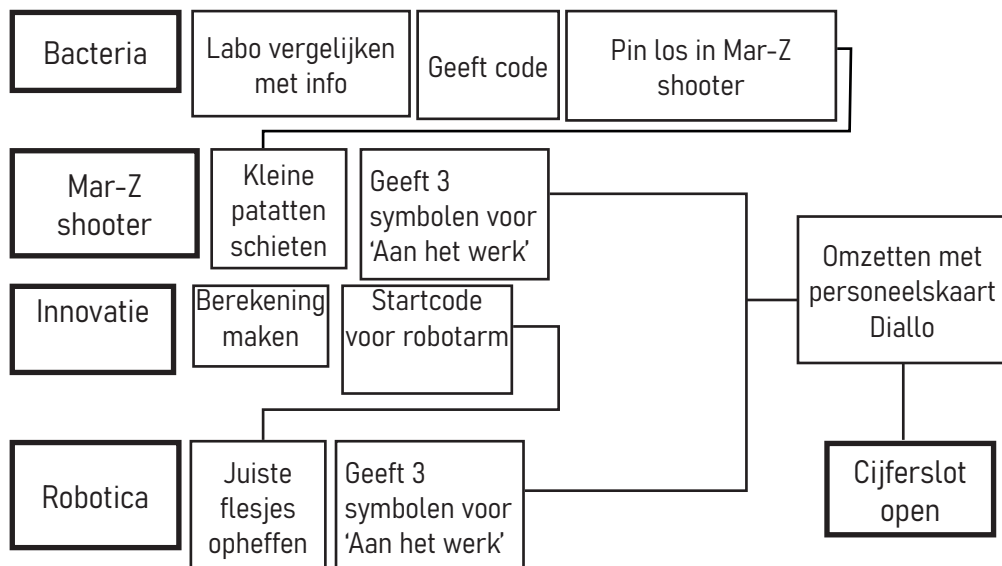 Bacteria
Labo vergelijken
met info
Geeft code
Pin los in Mar-Z
shooter
Mar-Z
shooter
Kleine
patatten
schieten
Geeft 3
symbolen voor
‘Aan het werk’
Innovatie
Berekening
maken
Startcode
voor robotarm
Omzetten met
personeelskaart
Diallo
Robotica
Juiste
flesjes
opheffen
Geeft 3
symbolen voor
‘Aan het werk’
Cijferslot
open